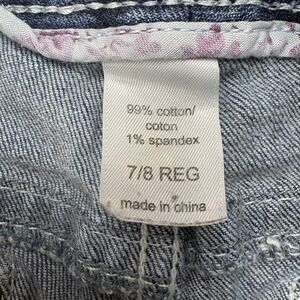 99% cotton/
coton
1% spandex
7/8 REG
made in china